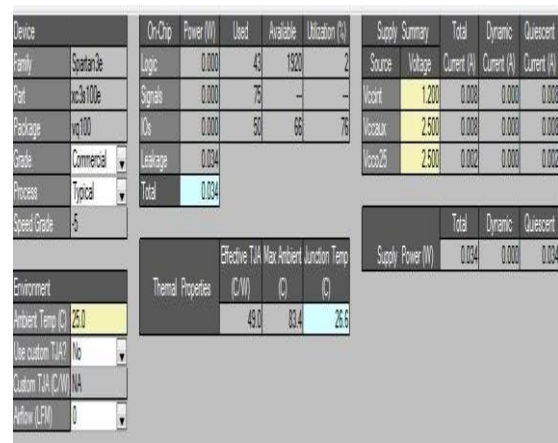 Device
Family Spartan3e
Part xc3s100e
Package vq100
Grade Commercial
Process Typical
Speed Grade -5
Environment
Ambient Temp (C) 25.0
Use custom TJA? No
Custom TJA (C/W) NA
Airflow (LFM) 0
On-Chip Power (W) Used Available Utilization (%)
Logic 0.000 43 1920 2
Signals 0.000 75 -- --
IOs 0.000 50 66 76
Leakage 0.034
Total 0.034
Thermal Properties Effective TJA (C/W) Max Ambient (C) Junction Temp (C)
49.0 83.4 26.6
Supply Summary Total Dynamic Quiescent
Source Voltage Current (A) Current (A) Current (A)
Vccint 1.200 0.008 0.000 0.008
Vccaux 2.500 0.008 0.000 0.008
Vcco25 2.500 0.002 0.000 0.002
Total Dynamic Quiescent
Supply Power (W) 0.034 0.000 0.034